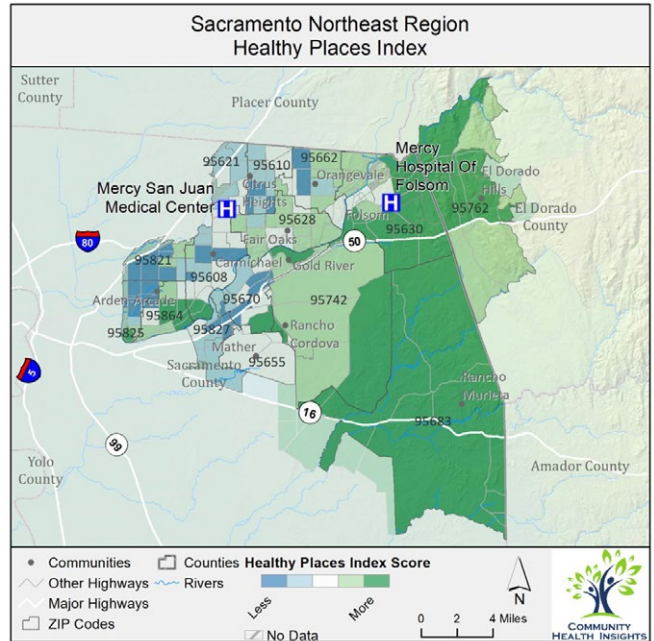 Sacramento Northeast Region
Healthy Places Index
Sutter
County
Placer County
95621
95610
95662
Mercy
Hospital Of
Folsom
Citrus
Heights
Orangevale
El Dorado
Hills
Mercy San Juan
Medical Center
H
H
95762
95628
Folsom
95630
El Dorado
County
Fair Oaks
80
50
95821
Carmichael
Gold River
95608
Arden-Arcade
95670
95742
95864
95825
95827
Rancho
Cordova
Mather
95655
Sacramento
County
5
Rancho
Murieta
16
95683
99
Yolo
County
Amador County
Communities
Other Highways
Major Highways
ZIP Codes
Counties
Rivers
Healthy Places Index Score
Less
More
No Data
N
0 2 4 Miles
COMMUNITY
HEALTH INSIGHTS